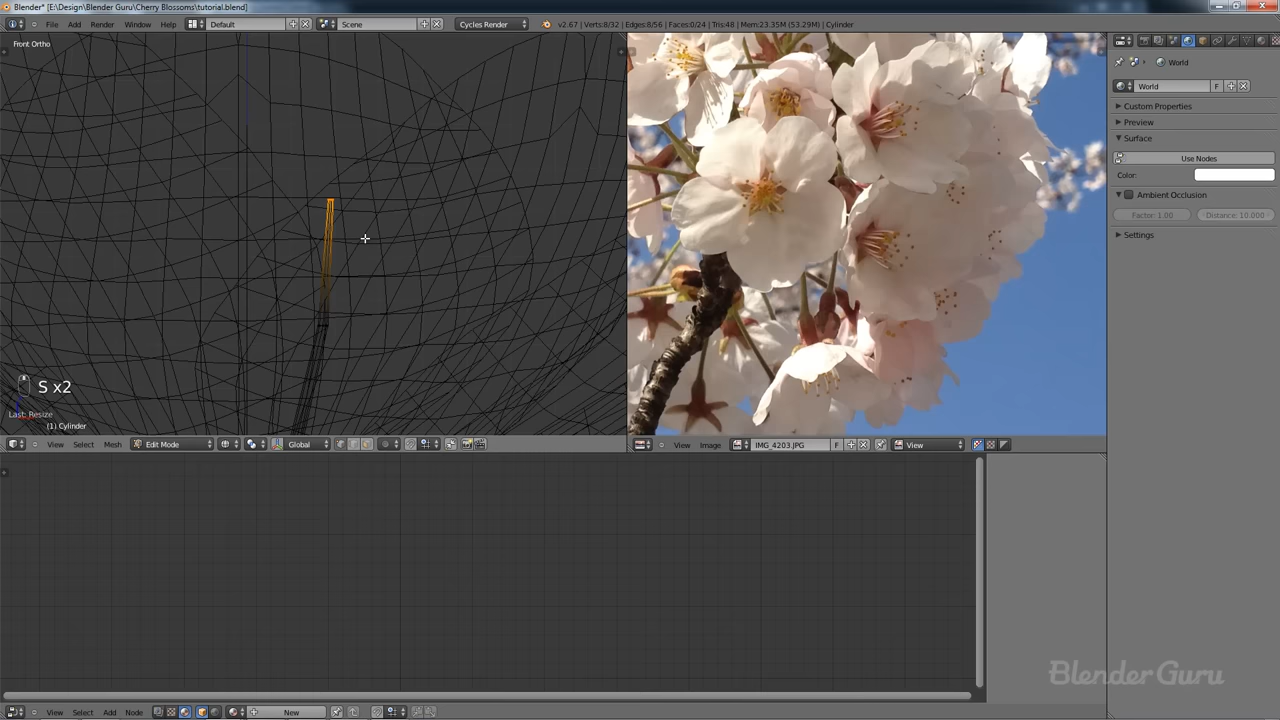 Blender* [E:\Design\Blender Guru\Cherry Blossoms\tutorial.blend]
File Add Render Window Help Default Scene Cycles Render v2.67 | Verts:8/32 | Edges:8/56 | Faces:0/24 | Tris:48 | Mem:23.35M (53.29M) | Cylinder
Front Ortho
World
World F
Custom Properties
Preview
Surface
Use Nodes
Color:
Ambient Occlusion
Factor: 1.00 Distance: 10.000
Settings
S x2
Last: Resize
(1) Cylinder
View Select Mesh Edit Mode Global
View Image IMG_4203.JPG F View
BlenderGuru
View Select Add Node New